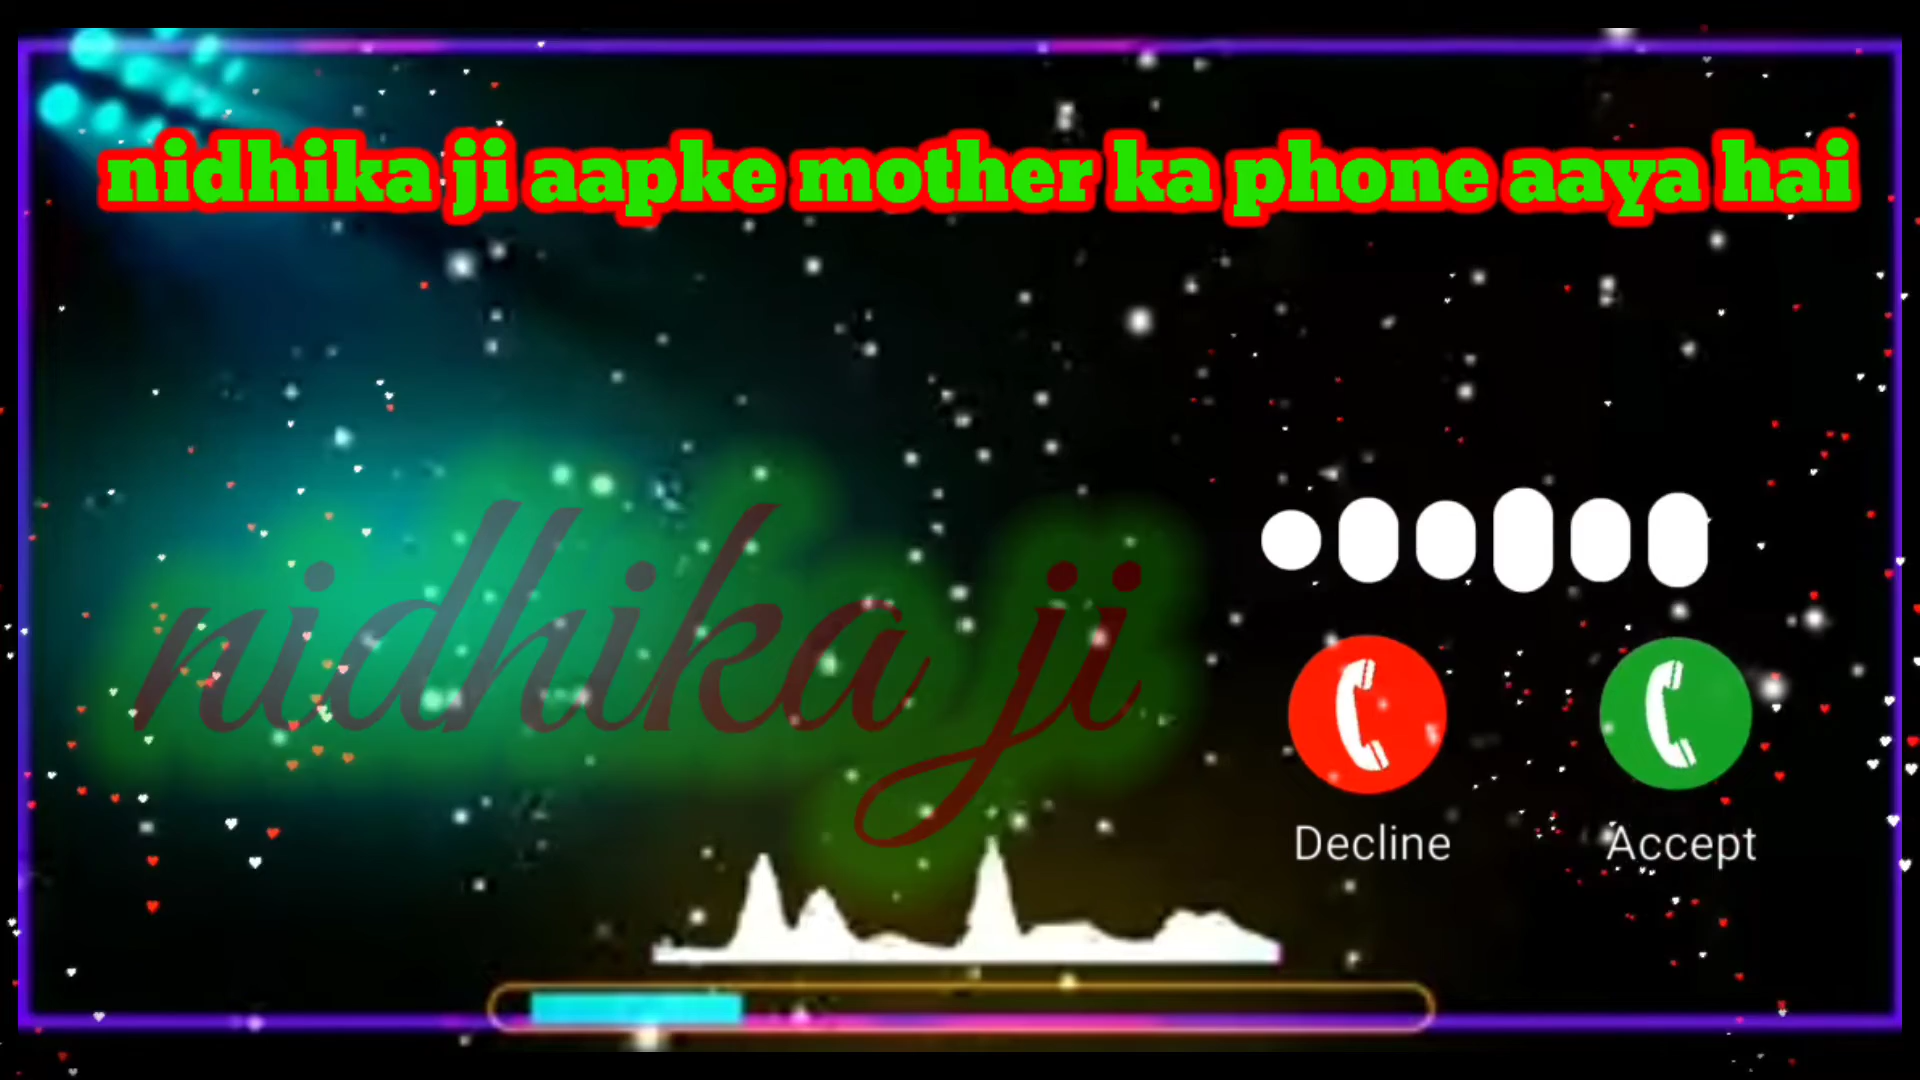 nidhika ji aapke mother ka phone aaya hai
nidhika ji
Decline
Accept